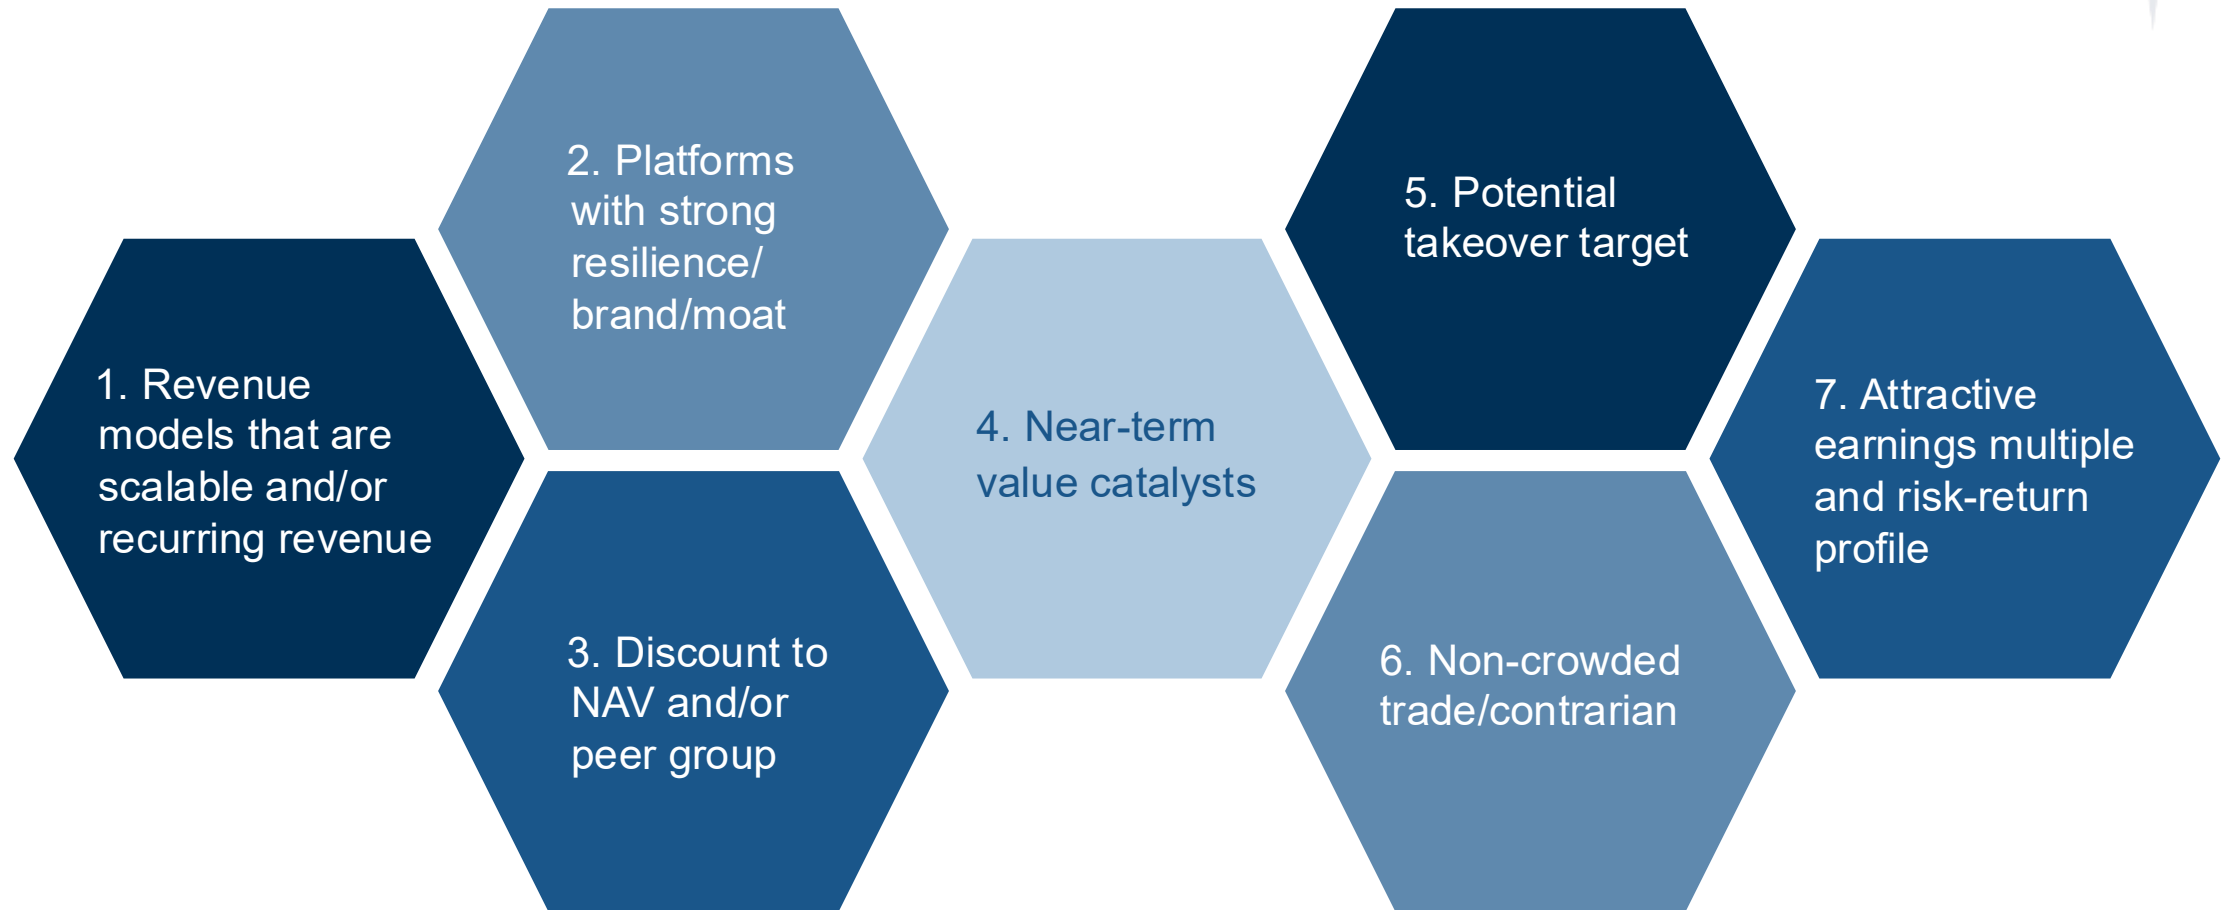 1. Revenue
models that are
scalable and/or
recurring revenue
2. Platforms
with strong
resilience/
brand/moat
3. Discount to
NAV and/or
peer group
4. Near-term
value catalysts
5. Potential
takeover target
6. Non-crowded
trade/contrarian
7. Attractive
earnings multiple
and risk-return
profile